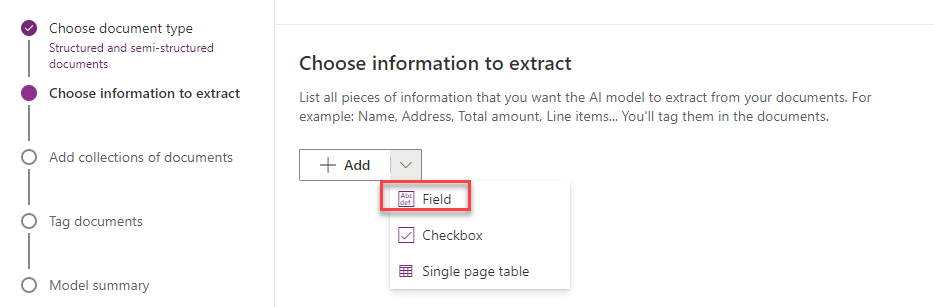 Choose document type
Structured and semi-structured
documents
Choose information to extract
Add collections of documents
Tag documents
Model summary
Choose information to extract
List all pieces of information that you want the AI model to extract from your documents. For
example: Name, Address, Total amount, Line items... You'll tag them in the documents.
Add
Abc
def
Field
Checkbox
Single page table